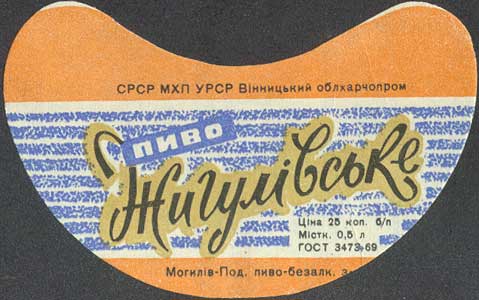 СРСР МХП УРСР Вінницький облхарчопром
пиво
Жигулівське
Ціна 25 коп. б/п
Містк. 0,5 л
ГОСТ 3473-69
Могилів-Под. пиво-безалк. з